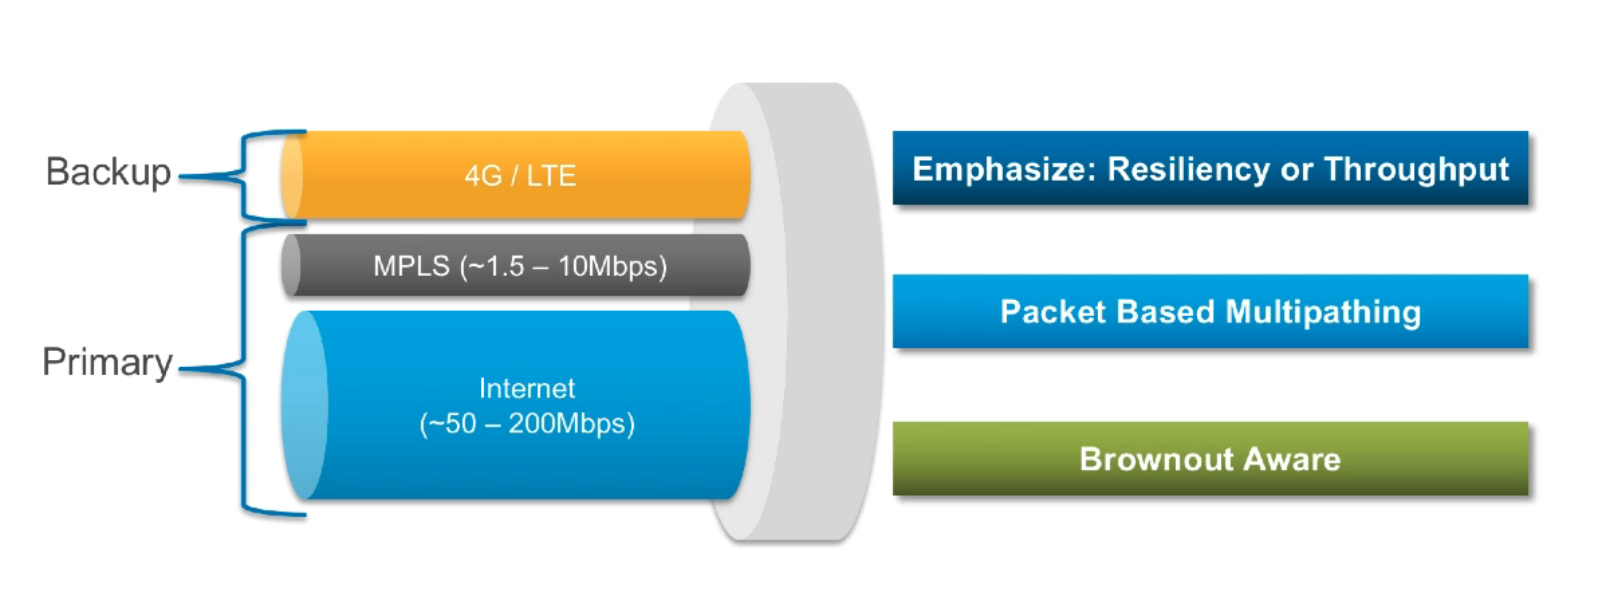 Backup
4G / LTE
MPLS (~1.5 – 10Mbps)
Primary
Internet
(~50 – 200Mbps)
Emphasize: Resiliency or Throughput
Packet Based Multipathing
Brownout Aware